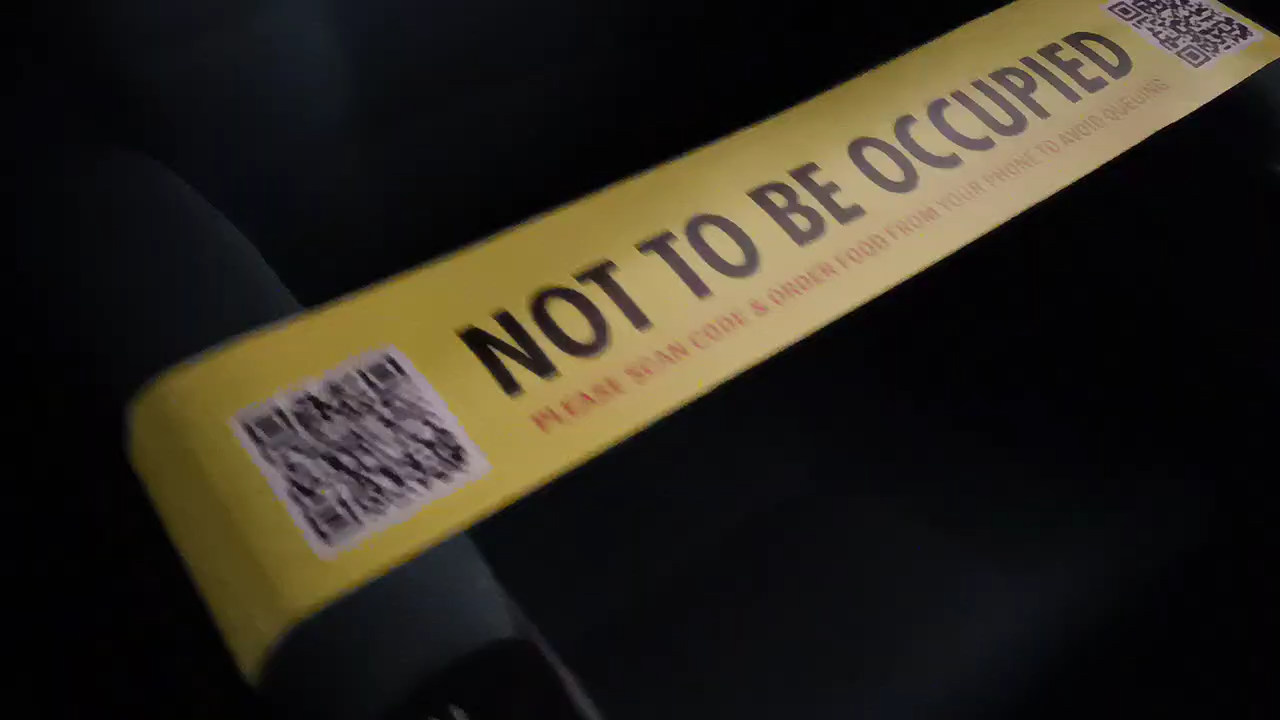 NOT TO BE OCCUPIED
PLEASE SCAN CODE & ORDER FOOD FROM YOUR PHONE TO AVOID QUEUING